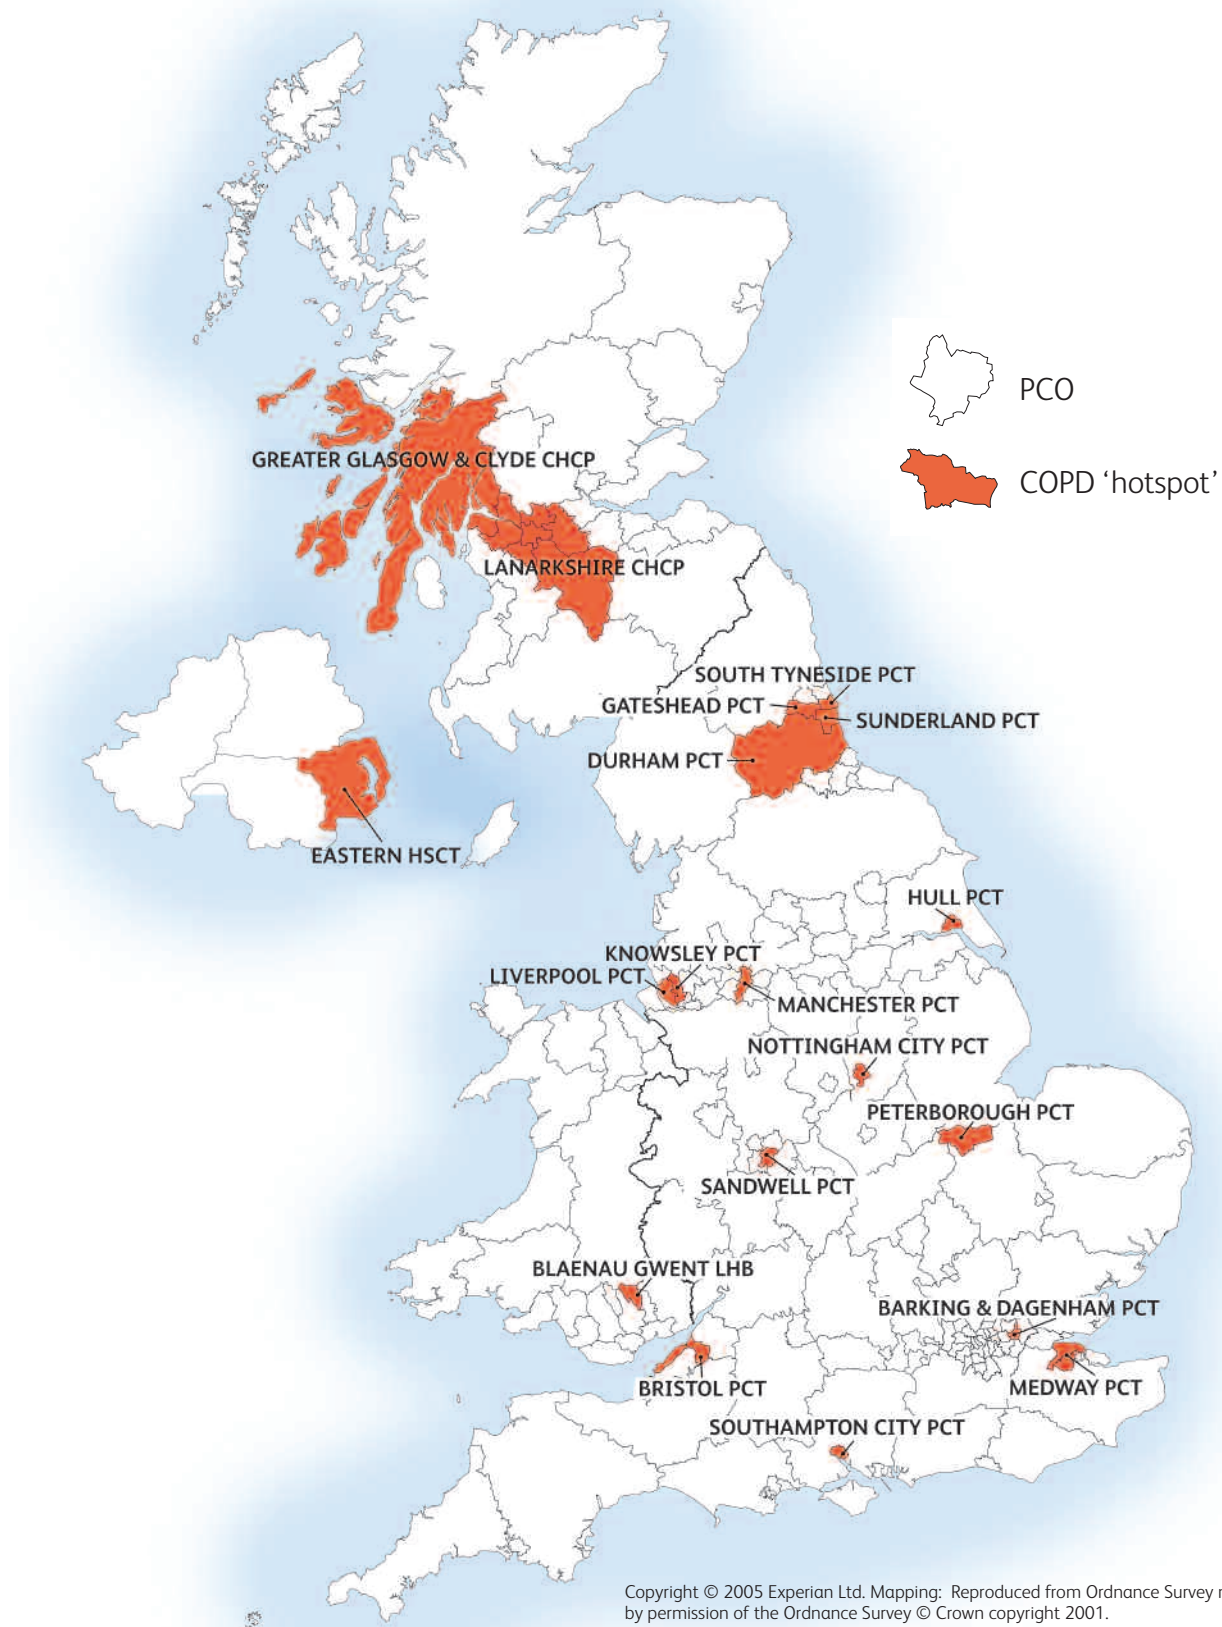 PCO
COPD ‘hotspot’
GREATER GLASGOW & CLYDE CHCP
LANARKSHIRE CHCP
SOUTH TYNESIDE PCT
GATESHEAD PCT
SUNDERLAND PCT
DURHAM PCT
EASTERN HSCT
HULL PCT
KNOWSLEY PCT
LIVERPOOL PCT
MANCHESTER PCT
NOTTINGHAM CITY PCT
PETERBOROUGH PCT
SANDWELL PCT
BLAENAU GWENT LHB
BARKING & DAGENHAM PCT
BRISTOL PCT
MEDWAY PCT
SOUTHAMPTON CITY PCT
Copyright © 2005 Experian Ltd. Mapping: Reproduced from Ordnance Survey
by permission of the Ordnance Survey © Crown copyright 2001.